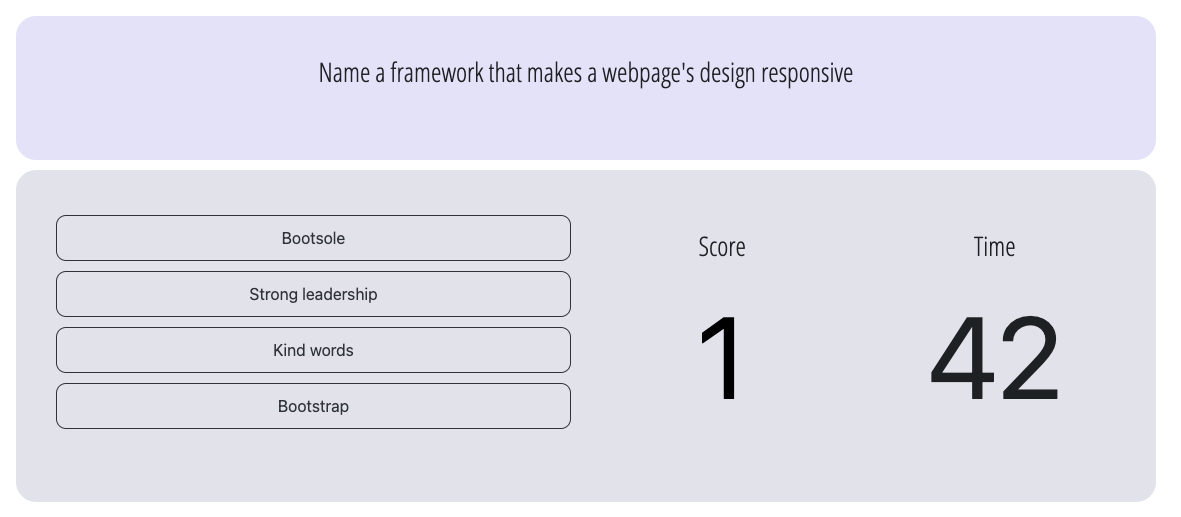 Name a framework that makes a webpage's design responsive
Bootsole
Strong leadership
Kind words
Bootstrap
Score
1
Time
42